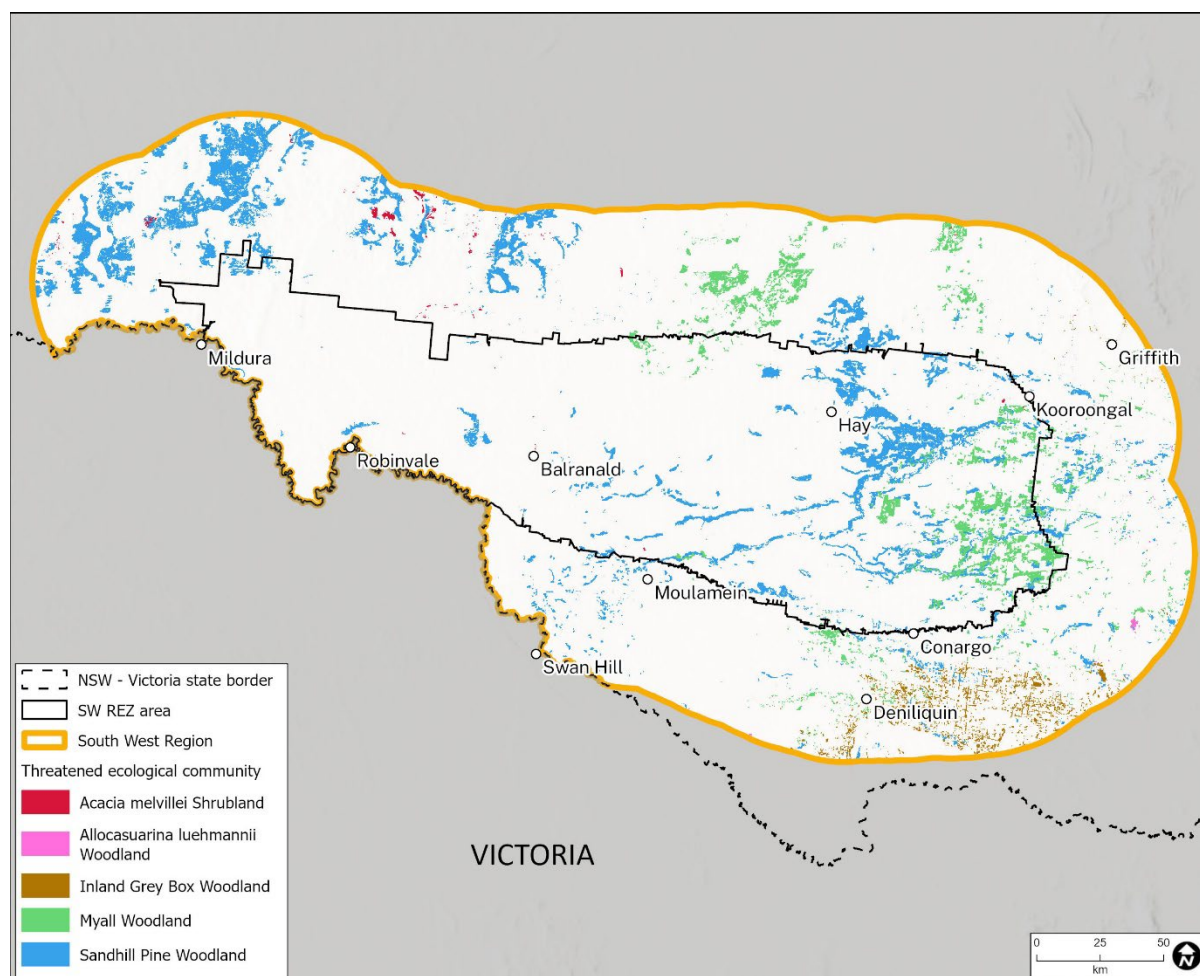 Mildura
Griffith
Kooroongal
Hay
Robinvale
Balranald
Moulamein
Conargo
Swan Hill
Deniliquin
VICTORIA
NSW - Victoria state border
SW REZ area
South West Region
Threatened ecological community
Acacia melvillei Shrubland
Allocasuarina luehmannii
Woodland
Inland Grey Box Woodland
Myall Woodland
Sandhill Pine Woodland
0 25 50
km
N